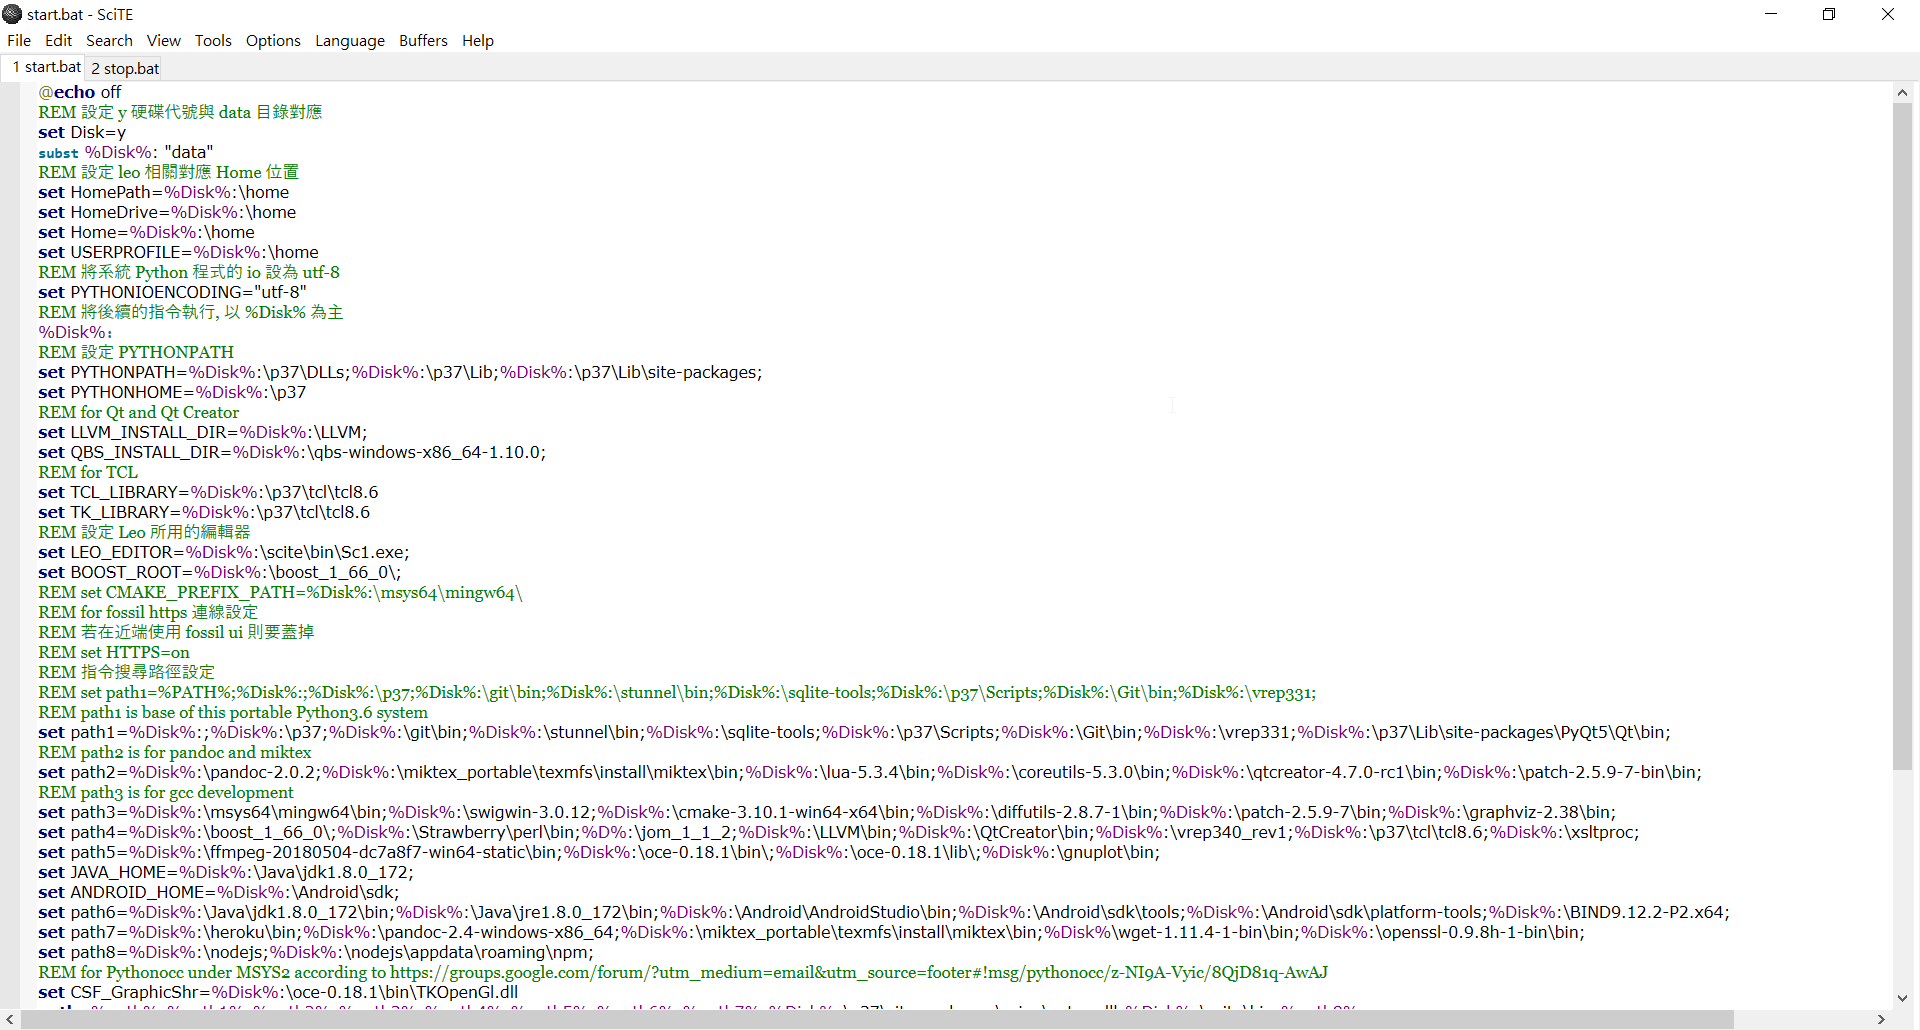 start.bat - SciTE
File Edit Search View Tools Options Language Buffers Help
1 start.bat 2 stop.bat
@echo off
REM 設定 y 硬碟代號與 data 目錄對應
set Disk=y
subst %Disk%: "data"
REM 設定 leo 相關對應 Home 位置
set HomePath=%Disk%:\home
set HomeDrive=%Disk%:\home
set Home=%Disk%:\home
set USERPROFILE=%Disk%:\home
REM 將系統 Python 程式的 io 設為 utf-8
set PYTHONIOENCODING="utf-8"
REM 將後續的指令執行, 以 %Disk% 為主
%Disk%:
REM 設定 PYTHONPATH
set PYTHONPATH=%Disk%:\p37\DLLs;%Disk%:\p37\Lib;%Disk%:\p37\Lib\site-packages;
set PYTHONHOME=%Disk%:\p37
REM for Qt and Qt Creator
set LLVM_INSTALL_DIR=%Disk%:\LLVM;
set QBS_INSTALL_DIR=%Disk%:\qbs-windows-x86_64-1.10.0;
REM for TCL
set TCL_LIBRARY=%Disk%:\p37\tcl\tcl8.6
set TK_LIBRARY=%Disk%:\p37\tcl\tcl8.6
REM 設定 Leo 所用的編輯器
set LEO_EDITOR=%Disk%:\scite\bin\Sc1.exe;
set BOOST_ROOT=%Disk%:\boost_1_66_0\;
REM set CMAKE_PREFIX_PATH=%Disk%:\msys64\mingw64\
REM for fossil https 連線設定
REM 若在近端使用 fossil ui 則要蓋掉
REM set HTTPS=on
REM 指令搜尋路徑設定
REM set path1=%PATH%;%Disk%:;%Disk%:\p37;%Disk%:\git\bin;%Disk%:\stunnel\bin;%Disk%:\sqlite-tools;%Disk%:\p37\Scripts;%Disk%:\Git\bin;%Disk%:\vrep331;
REM path1 is base of this portable Python3.6 system
set path1=%Disk%:;%Disk%:\p37;%Disk%:\git\bin;%Disk%:\stunnel\bin;%Disk%:\sqlite-tools;%Disk%:\p37\Scripts;%Disk%:\Git\bin;%Disk%:\vrep331;%Disk%:\p37\Lib\site-packages\PyQt5\Qt\bin;
REM path2 is for pandoc and miktex
set path2=%Disk%:\pandoc-2.0.2;%Disk%:\miktex_portable\texmfs\install\miktex\bin;%Disk%:\lua-5.3.4\bin;%Disk%:\coreutils-5.3.0\bin;%Disk%:\qtcreator-4.7.0-rc1\bin;%Disk%:\patch-2.5.9-7-bin\bin;
REM path3 is for gcc development
set path3=%Disk%:\msys64\mingw64\bin;%Disk%:\swigwin-3.0.12;%Disk%:\cmake-3.10.1-win64-x64\bin;%Disk%:\diffutils-2.8.7-1\bin;%Disk%:\patch-2.5.9-7\bin;%Disk%:\graphviz-2.38\bin;
set path4=%Disk%:\boost_1_66_0\;%Disk%:\Strawberry\perl\bin;%D%:\jom_1_1_2;%Disk%:\LLVM\bin;%Disk%:\QtCreator\bin;%Disk%:\vrep340_rev1;%Disk%:\p37\tcl\tcl8.6;%Disk%:\xsltproc;
set path5=%Disk%:\ffmpeg-20180504-dc7a8f7-win64-static\bin;%Disk%:\oce-0.18.1\bin\;%Disk%:\oce-0.18.1\lib\;%Disk%:\gnuplot\bin;
set JAVA_HOME=%Disk%:\Java\jdk1.8.0_172;
set ANDROID_HOME=%Disk%:\Android\sdk;
set path6=%Disk%:\Java\jdk1.8.0_172\bin;%Disk%:\Java\jre1.8.0_172\bin;%Disk%:\Android\AndroidStudio\bin;%Disk%:\Android\sdk\tools;%Disk%:\Android\sdk\platform-tools;%Disk%:\BIND9.12.2-P2.x64;
set path7=%Disk%:\heroku\bin;%Disk%:\pandoc-2.4-windows-x86_64;%Disk%:\miktex_portable\texmfs\install\miktex\bin;%Disk%\wget-1.11.4-1-bin\bin;%Disk%:\openssl-0.9.8h-1-bin\bin;
set path8=%Disk%:\nodejs;%Disk%:\nodejs\appdata\roaming\npm;
REM for Pythonocc under MSYS2 according to https://groups.google.com/forum/?utm_medium=email&utm_source=footer#!msg/pythonocc/z-NI9A-Vyic/8QjD81q-AwAJ
set CSF_GraphicShr=%Disk%:\oce-0.18.1\bin\TKOpenGl.dll